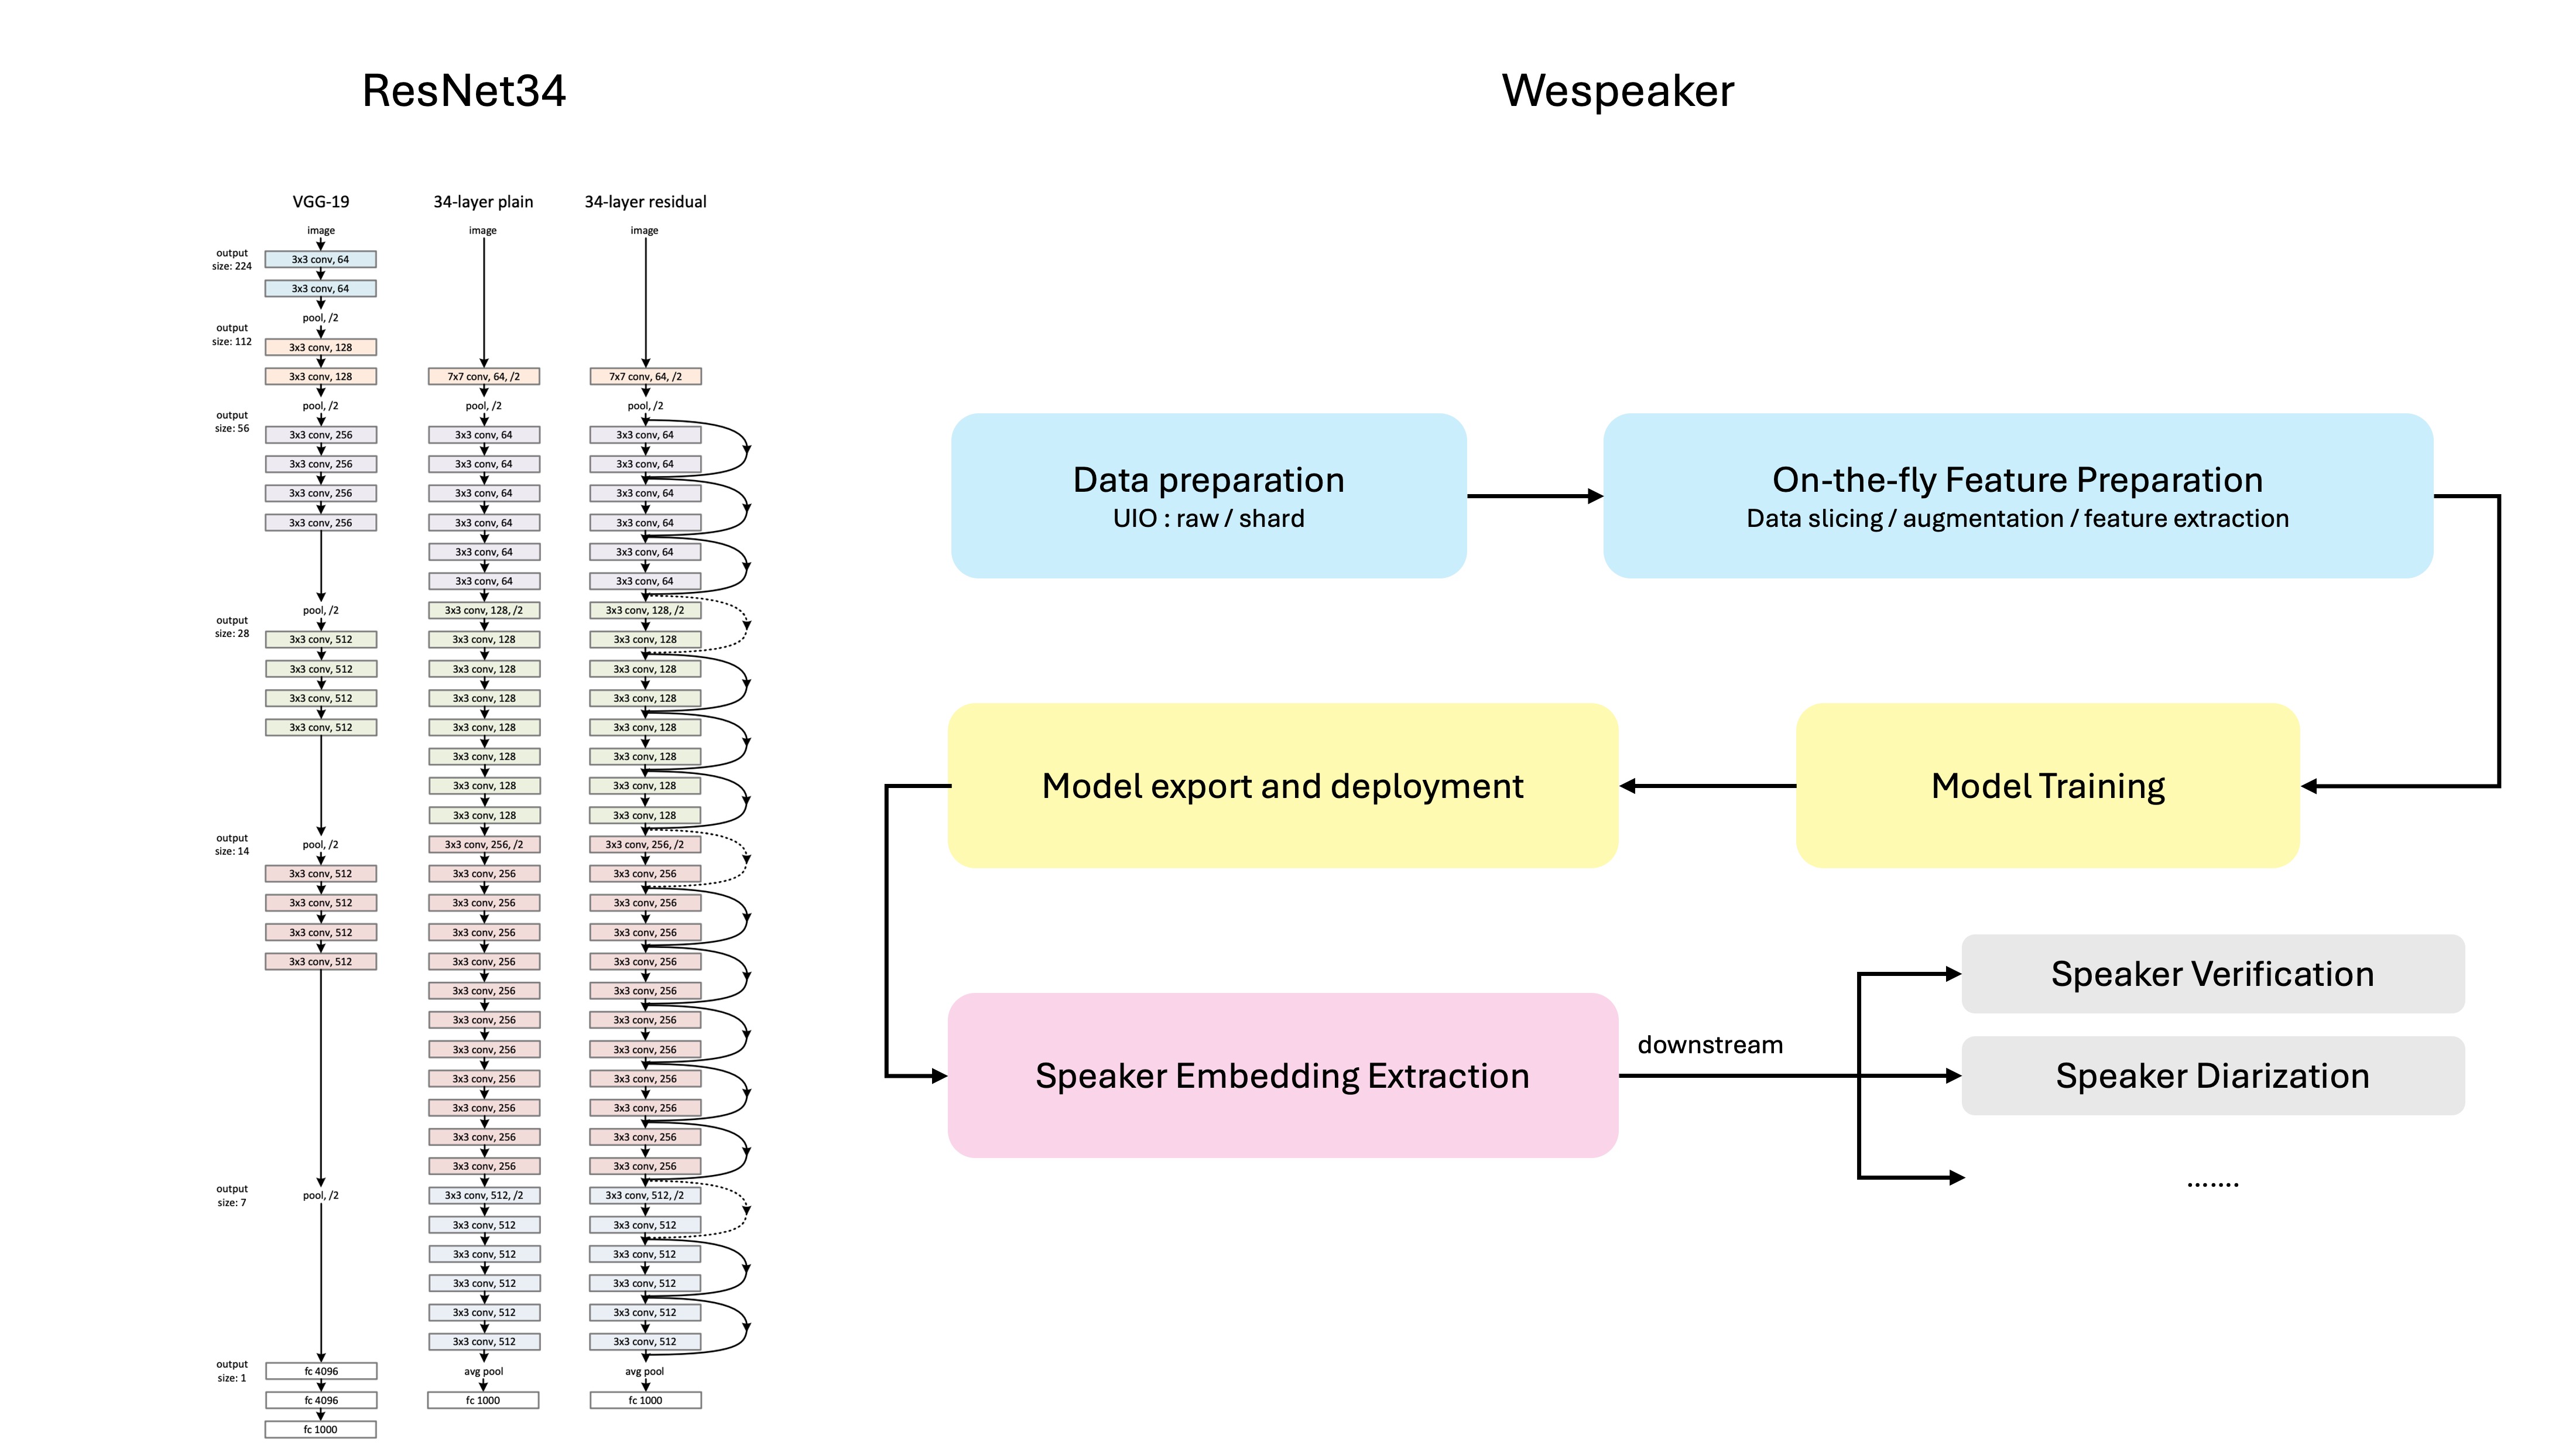 ResNet34
VGG-19
image
output
size: 224
3x3 conv, 64
3x3 conv, 64
pool, /2
output
size: 112
3x3 conv, 128
3x3 conv, 128
pool, /2
output
size: 56
3x3 conv, 256
3x3 conv, 256
3x3 conv, 256
3x3 conv, 256
pool, /2
output
size: 28
3x3 conv, 512
3x3 conv, 512
3x3 conv, 512
3x3 conv, 512
pool, /2
output
size: 14
3x3 conv, 512
3x3 conv, 512
3x3 conv, 512
3x3 conv, 512
output
size: 7
pool, /2
output
size: 1
fc 4096
fc 4096
fc 1000
34-layer plain
image
7x7 conv, 64, /2
pool, /2
3x3 conv, 64
3x3 conv, 64
3x3 conv, 64
3x3 conv, 64
3x3 conv, 64
3x3 conv, 64
3x3 conv, 128, /2
3x3 conv, 128
3x3 conv, 128
3x3 conv, 128
3x3 conv, 128
3x3 conv, 128
3x3 conv, 128
3x3 conv, 128
3x3 conv, 256, /2
3x3 conv, 256
3x3 conv, 256
3x3 conv, 256
3x3 conv, 256
3x3 conv, 256
3x3 conv, 256
3x3 conv, 256
3x3 conv, 256
3x3 conv, 256
3x3 conv, 256
3x3 conv, 256
3x3 conv, 512, /2
3x3 conv, 512
3x3 conv, 512
3x3 conv, 512
3x3 conv, 512
3x3 conv, 512
avg pool
fc 1000
34-layer residual
image
7x7 conv, 64, /2
pool, /2
3x3 conv, 64
3x3 conv, 64
3x3 conv, 64
3x3 conv, 64
3x3 conv, 64
3x3 conv, 64
3x3 conv, 128, /2
3x3 conv, 128
3x3 conv, 128
3x3 conv, 128
3x3 conv, 128
3x3 conv, 128
3x3 conv, 128
3x3 conv, 128
3x3 conv, 256, /2
3x3 conv, 256
3x3 conv, 256
3x3 conv, 256
3x3 conv, 256
3x3 conv, 256
3x3 conv, 256
3x3 conv, 256
3x3 conv, 256
3x3 conv, 256
3x3 conv, 256
3x3 conv, 256
3x3 conv, 512, /2
3x3 conv, 512
3x3 conv, 512
3x3 conv, 512
3x3 conv, 512
3x3 conv, 512
avg pool
fc 1000
Wespeaker
Data preparation
UIO : raw / shard
On-the-fly Feature Preparation
Data slicing / augmentation / feature extraction
Model Training
Model export and deployment
Speaker Embedding Extraction
downstream
Speaker Verification
Speaker Diarization
.......